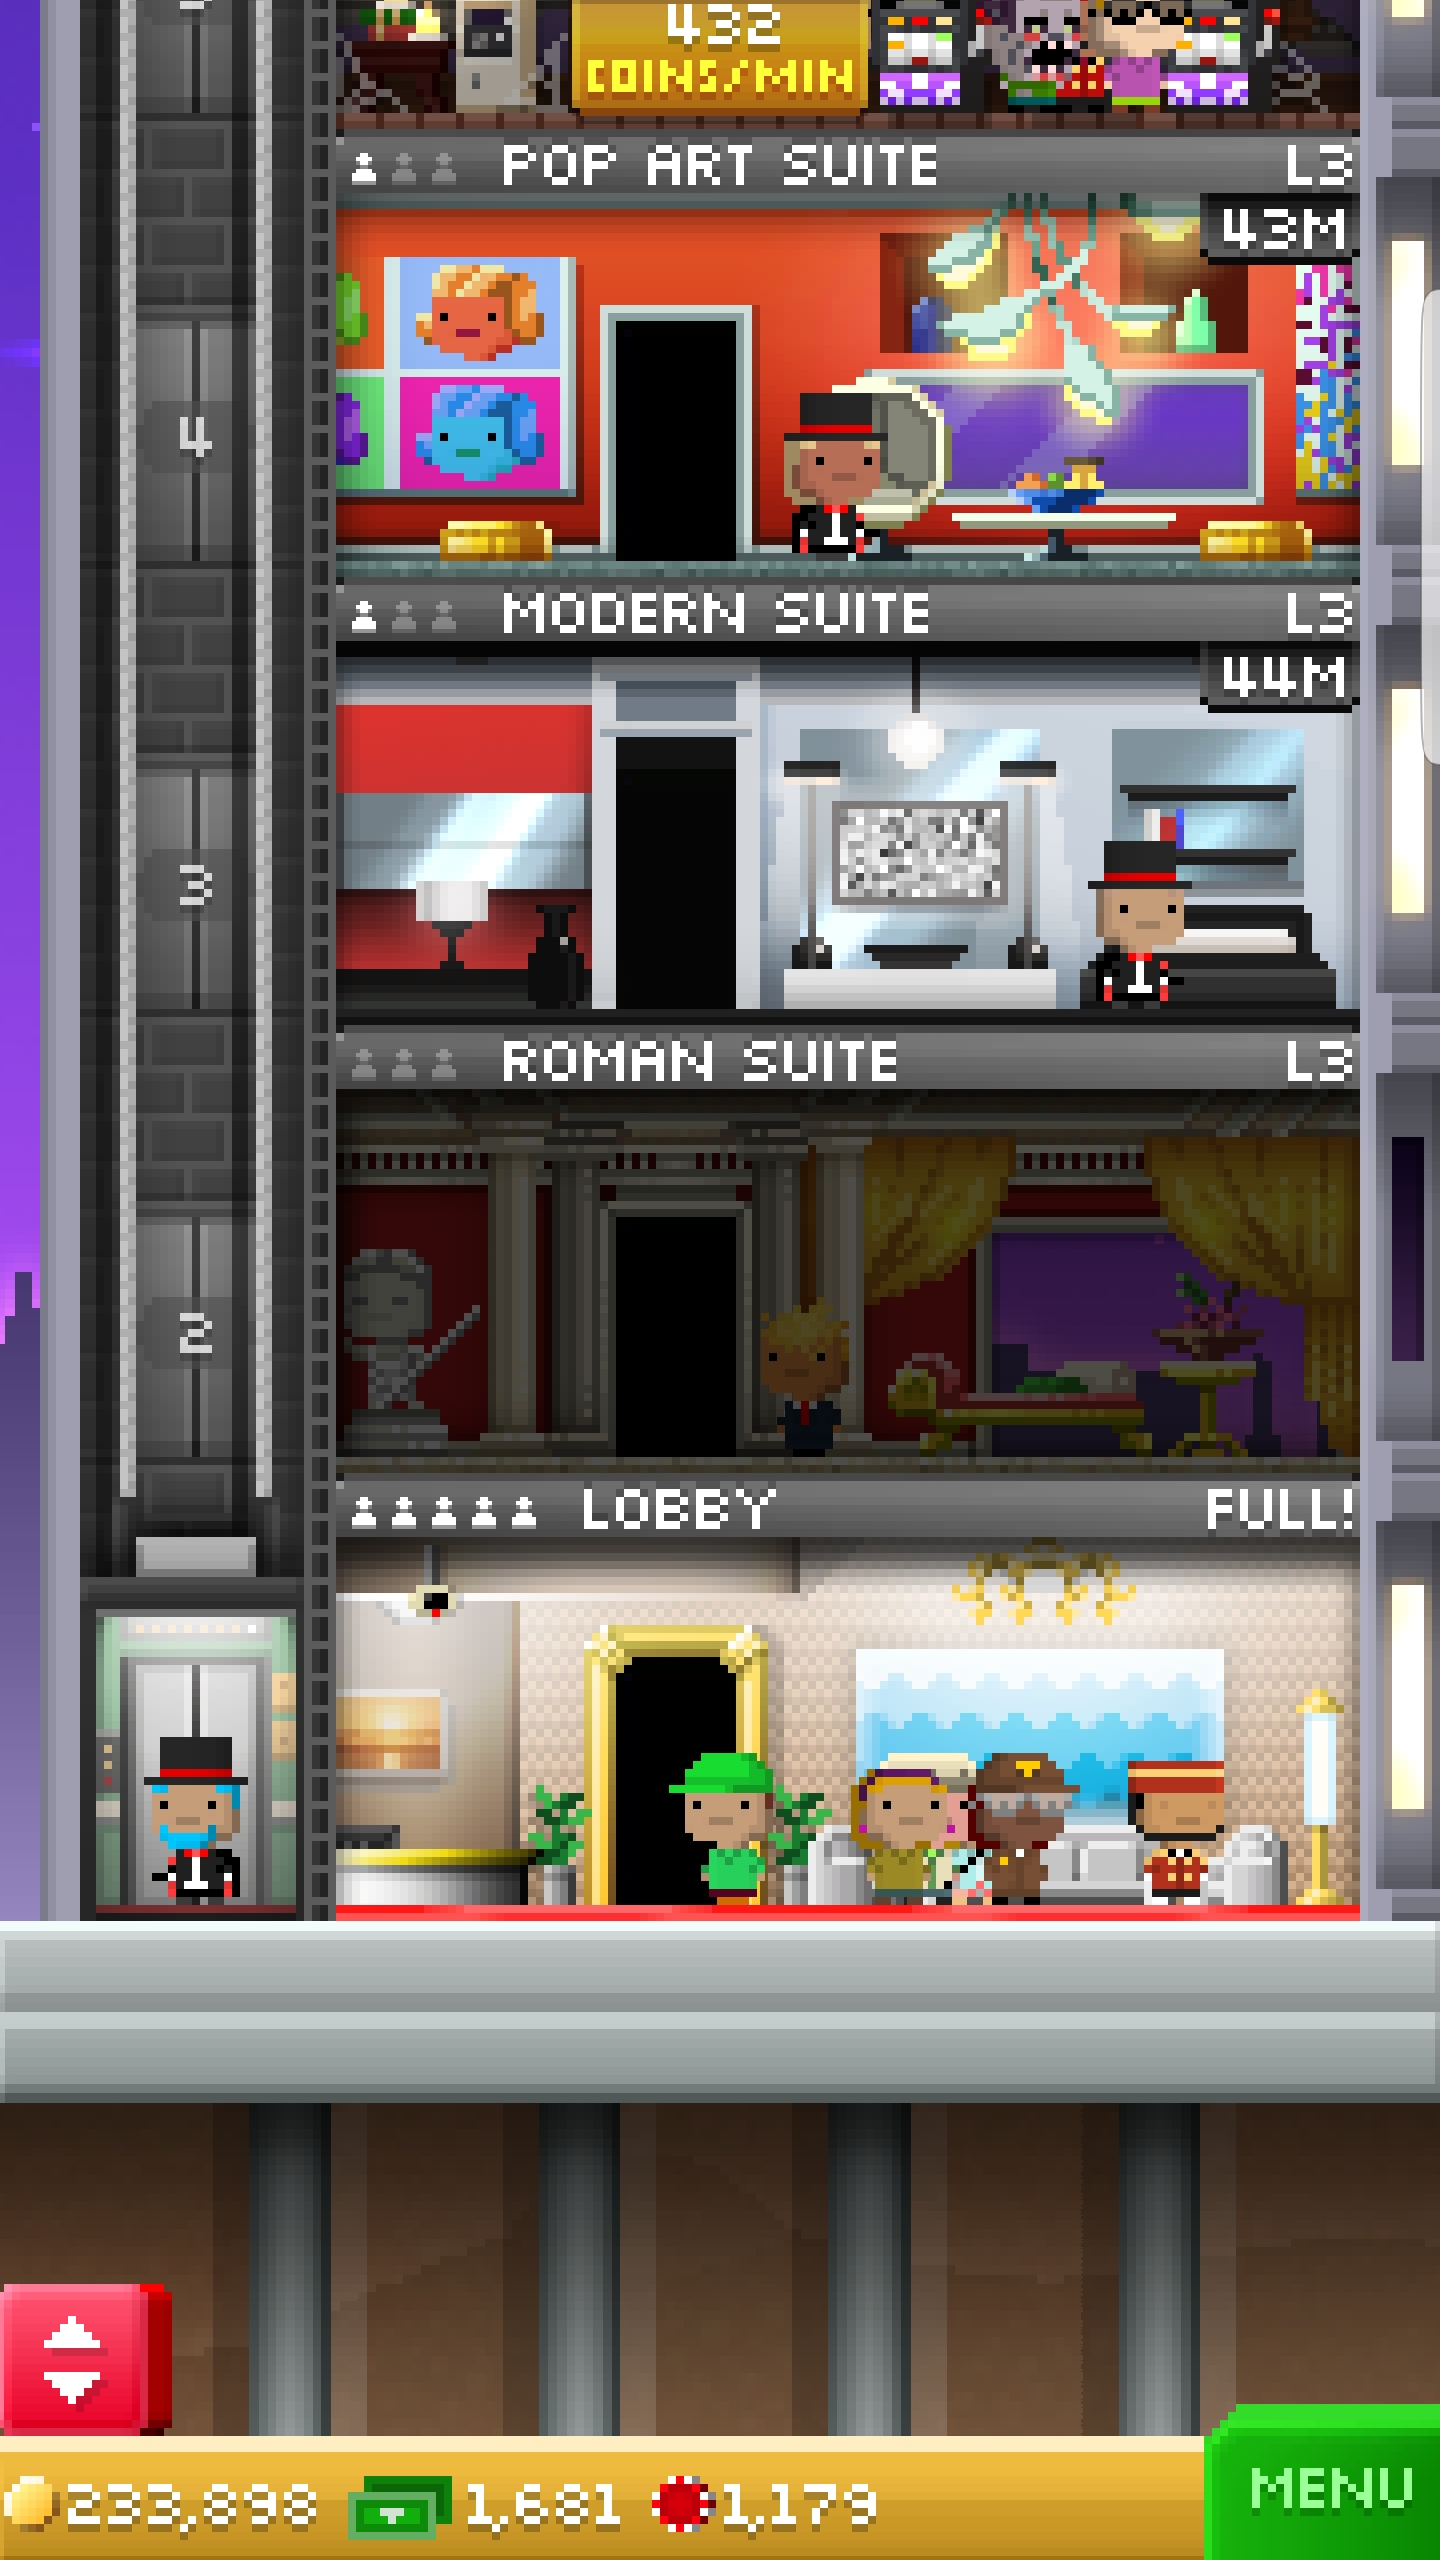 432
COINS/MIN
POP ART SUITE L3
43M
4
MODERN SUITE L3
44M
3
ROMAN SUITE L3
2
LOBBY FULL!
233,898 1,681 1,179
MENU